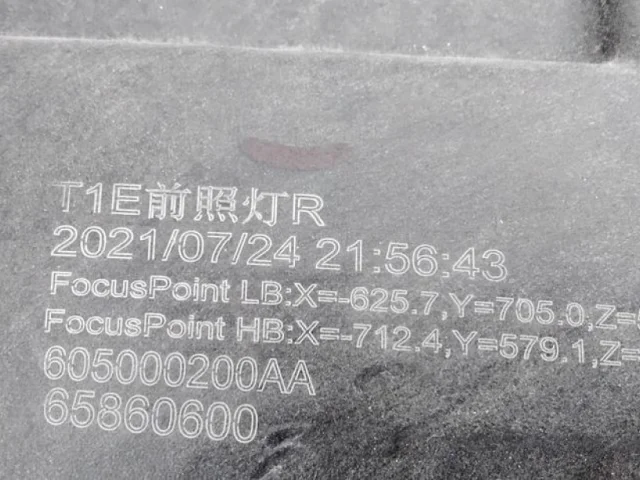 T1E前照灯R
2021/07/24 21:56:43
FocusPoint LB:X=-625.7,Y=705.0,Z=
FocusPoint HB:X=-712.4,Y=579.1,Z=
605000200AA
65860600